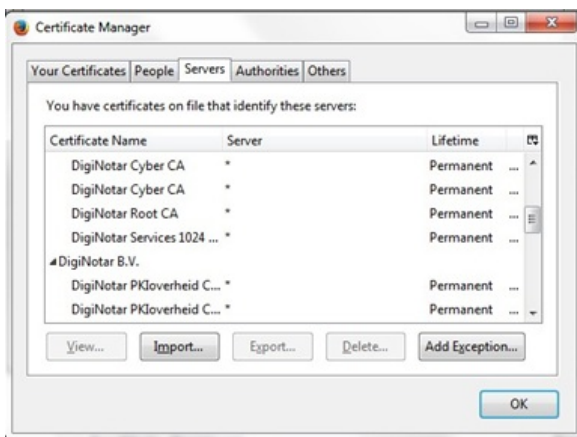 Certificate Manager
Your Certificates People Servers Authorities Others
You have certificates on file that identify these servers:
Certificate Name Server Lifetime
DigiNotar Cyber CA * Permanent ...
DigiNotar Cyber CA * Permanent ...
DigiNotar Root CA * Permanent ...
DigiNotar Services 1024 ... * Permanent ...
DigiNotar B.V.
DigiNotar PKIoverheid C... * Permanent ...
DigiNotar PKIoverheid C... * Permanent ...
View... Import... Export... Delete... Add Exception...
OK